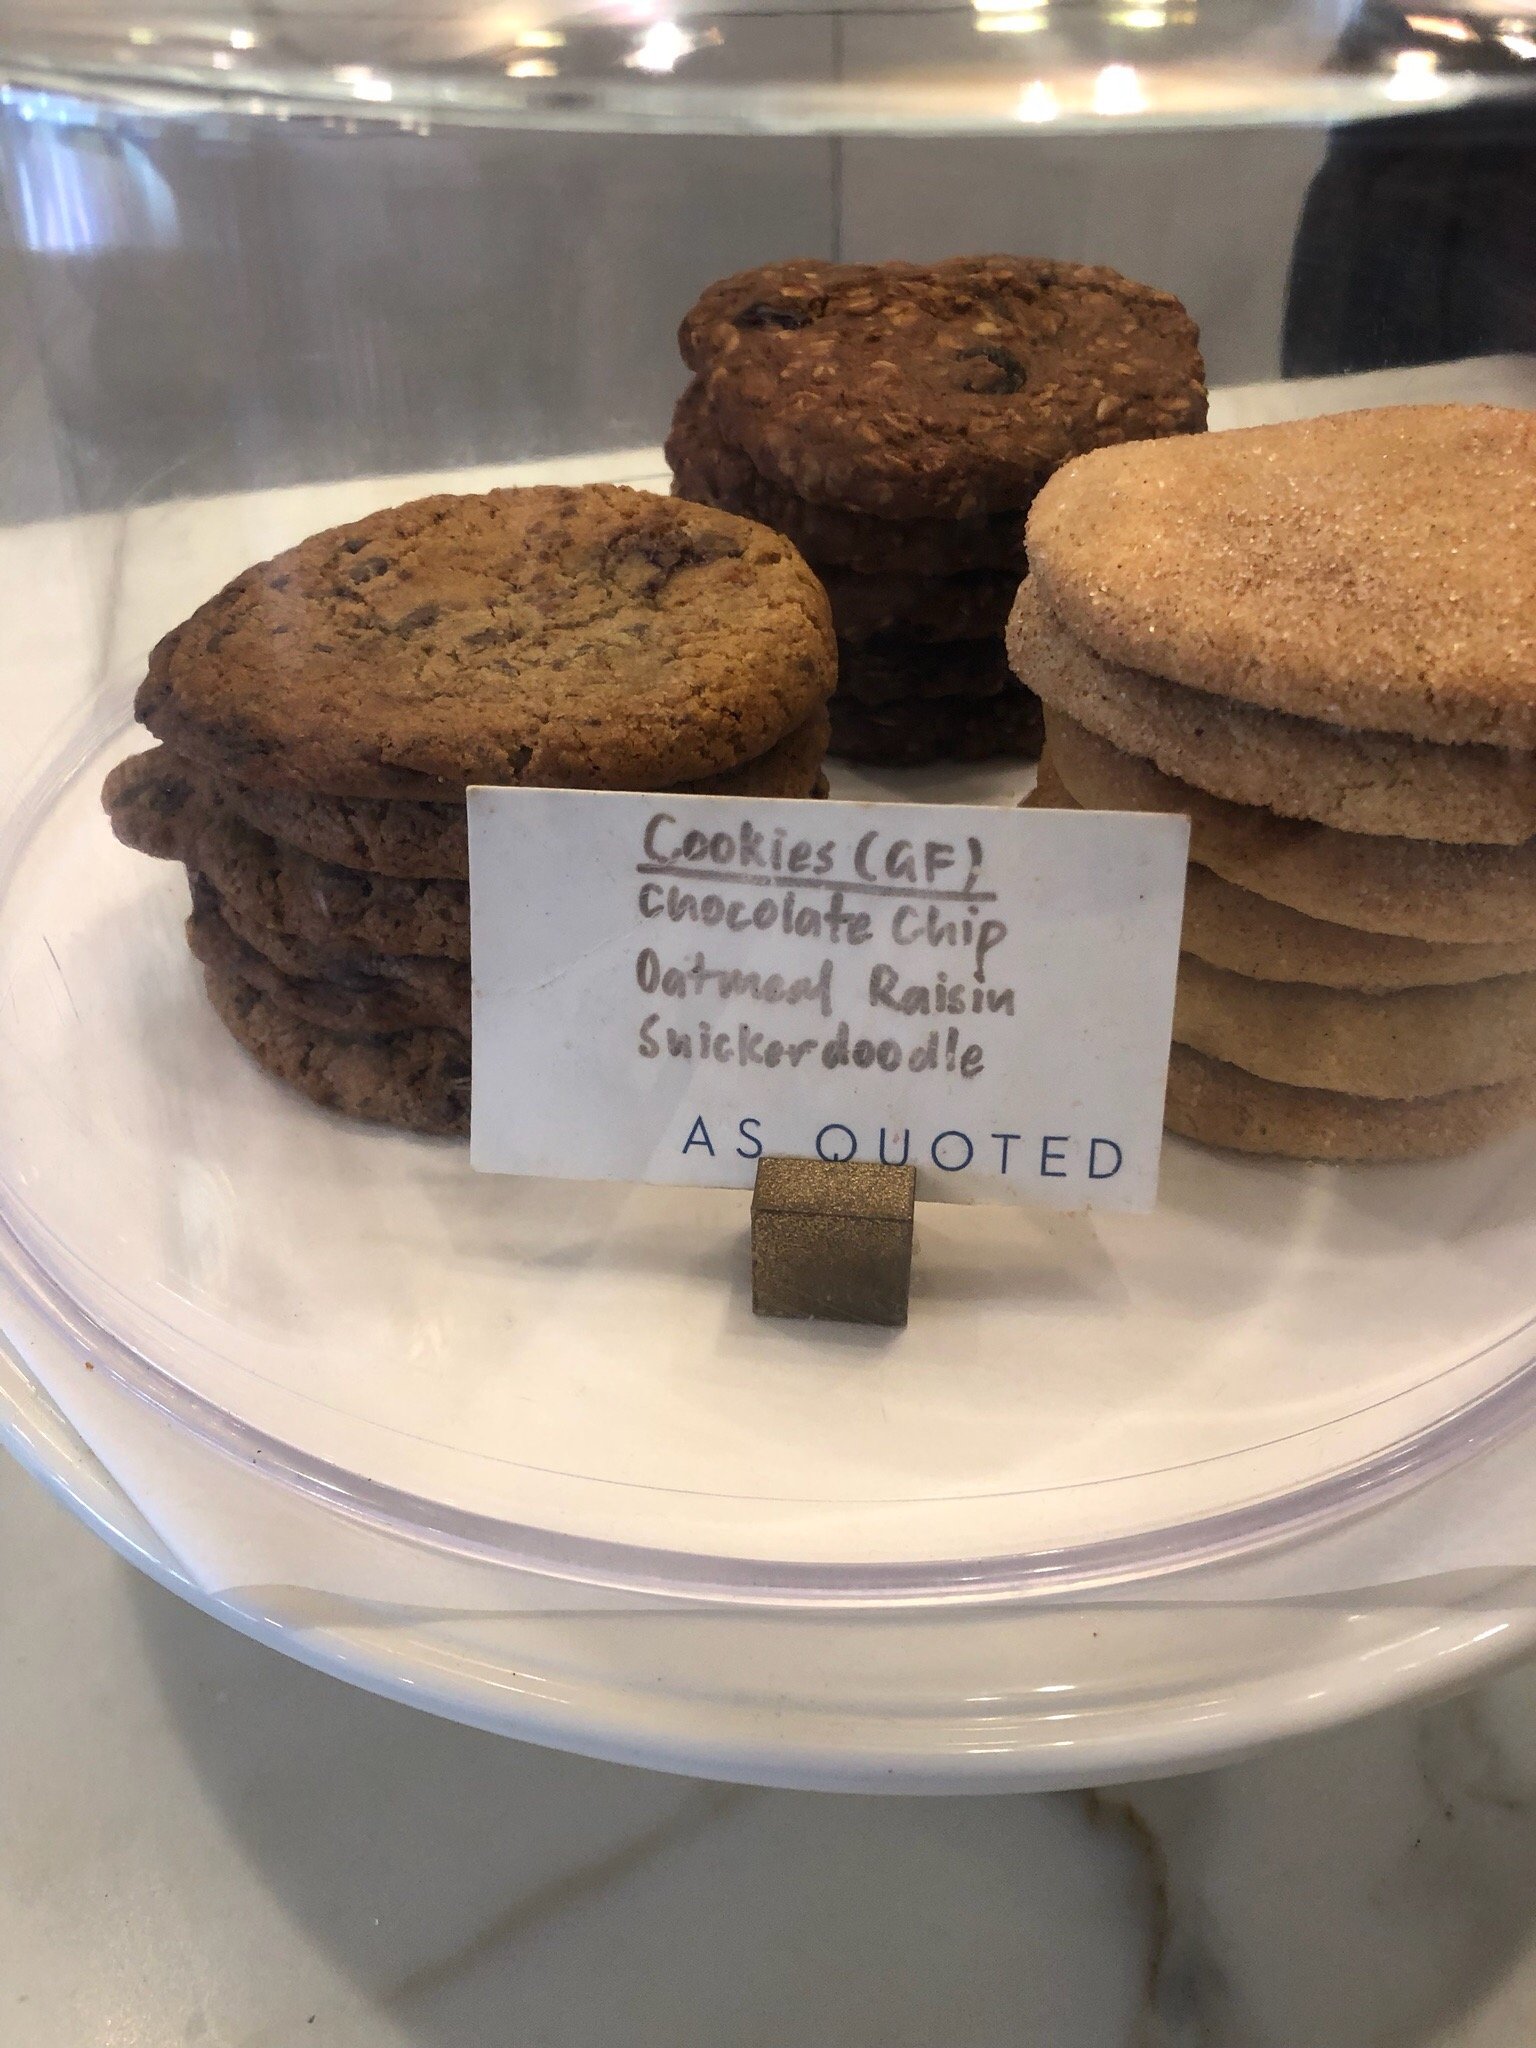 Cookies (GF)
Chocolate Chip
Oatmeal Raisin
Snickerdoodle
AS QUOTED